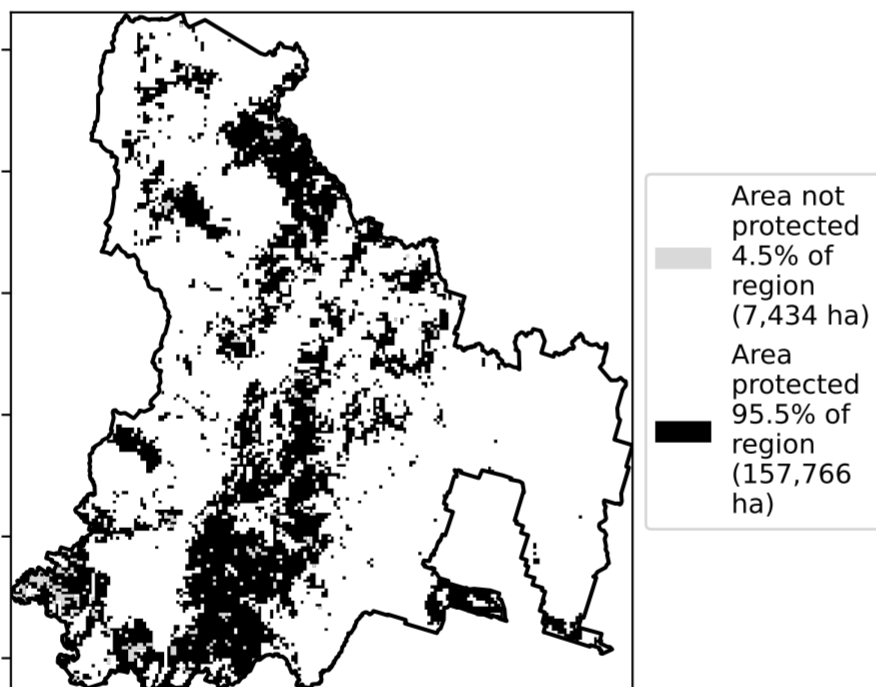 Area not
protected
4.5% of
region
(7,434 ha)
Area
protected
95.5% of
region
(157,766
ha)